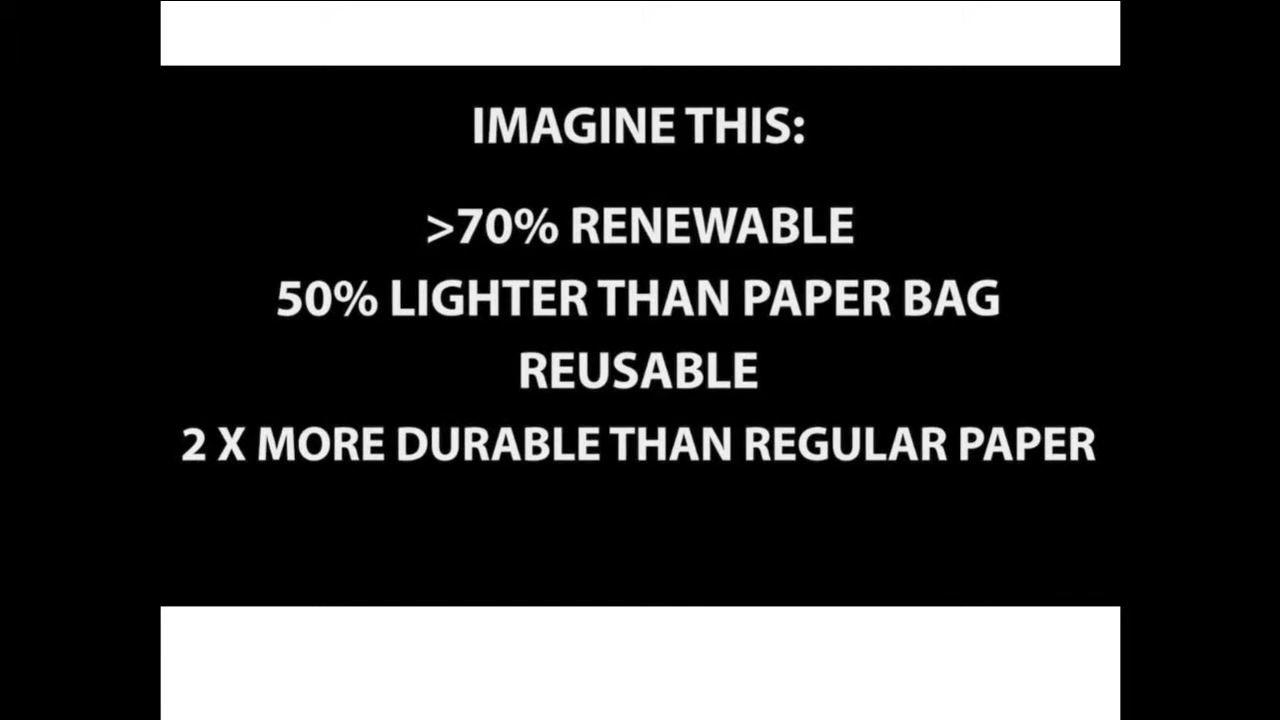 IMAGINE THIS:
>70% RENEWABLE
50% LIGHTER THAN PAPER BAG
REUSABLE
2 X MORE DURABLE THAN REGULAR PAPER